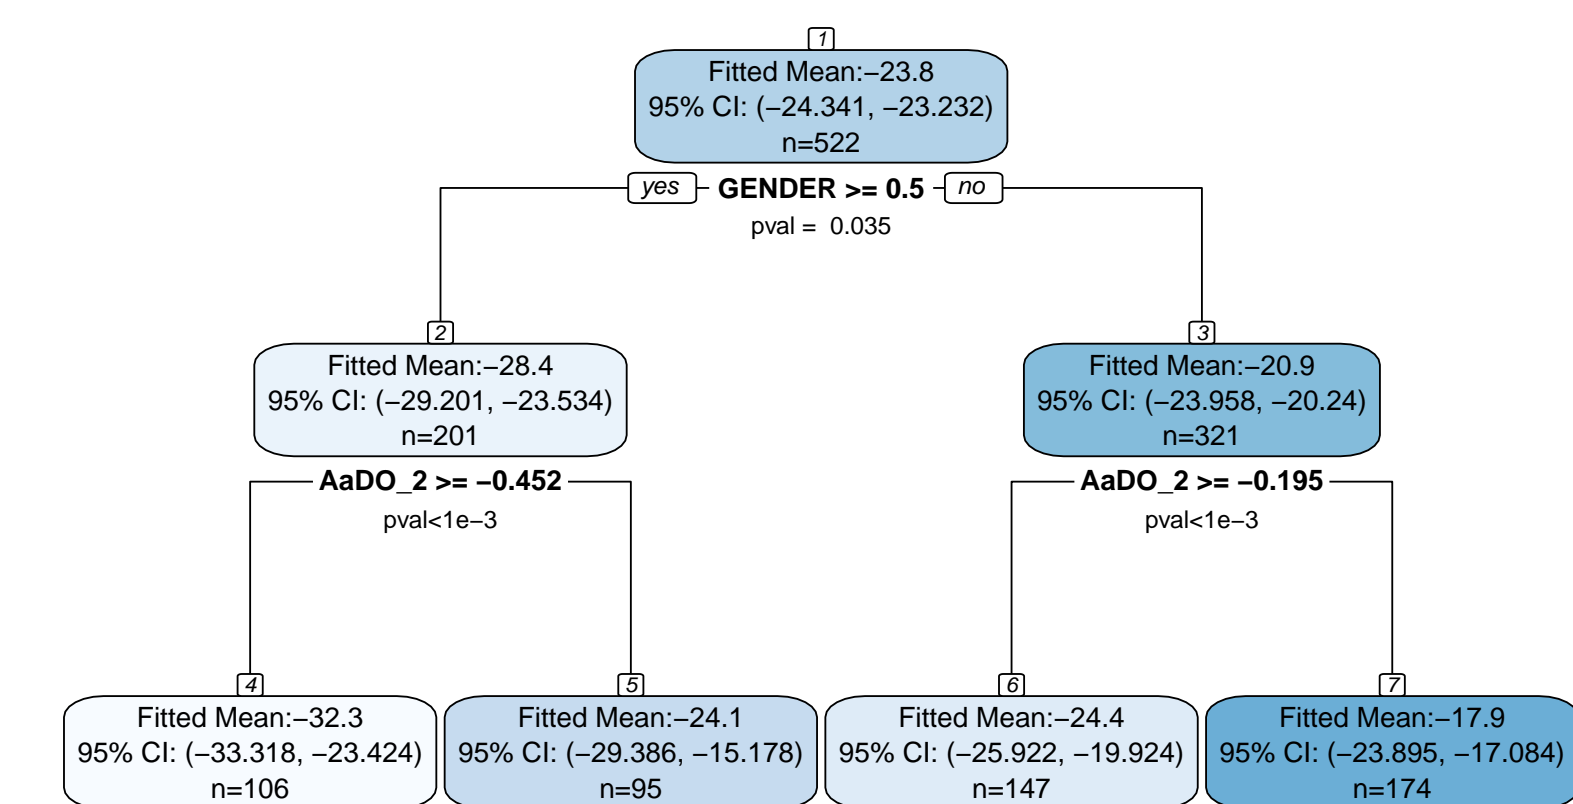 1
Fitted Mean:−23.8
95% CI: (−24.341, −23.232)
n=522
yes GENDER >= 0.5 no
pval = 0.035
2
Fitted Mean:−28.4
95% CI: (−29.201, −23.534)
n=201
AaDO_2 >= −0.452
pval<1e−3
3
Fitted Mean:−20.9
95% CI: (−23.958, −20.24)
n=321
AaDO_2 >= −0.195
pval<1e−3
4
Fitted Mean:−32.3
95% CI: (−33.318, −23.424)
n=106
5
Fitted Mean:−24.1
95% CI: (−29.386, −15.178)
n=95
6
Fitted Mean:−24.4
95% CI: (−25.922, −19.924)
n=147
7
Fitted Mean:−17.9
95% CI: (−23.895, −17.084)
n=174